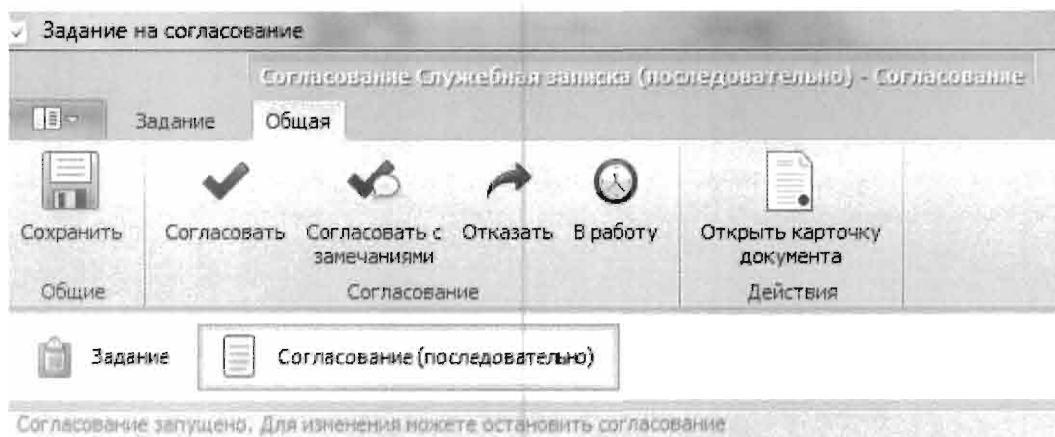 Задание на согласование
Согласование Служебная записка (последовательно) - Согласование
Задание Общая
Сохранить Согласовать Согласовать с замечаниями Отказать В работу Открыть карточку документа
Общие Согласование Действия
Задание Согласование (последовательно)
Согласование запущено. Для изменения можете остановить согласование